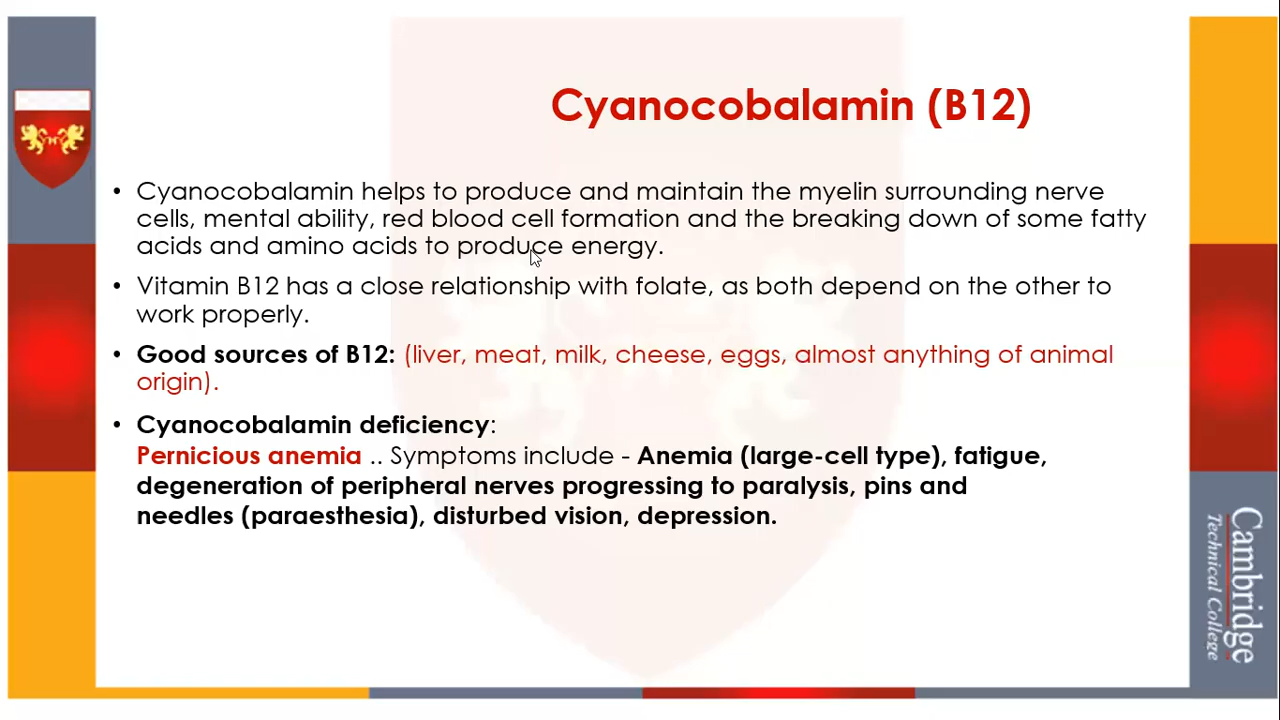 Cyanocobalamin (B12)
• Cyanocobalamin helps to produce and maintain the myelin surrounding nerve
cells, mental ability, red blood cell formation and the breaking down of some fatty
acids and amino acids to produce energy.
• Vitamin B12 has a close relationship with folate, as both depend on the other to
work properly.
• Good sources of B12: (liver, meat, milk, cheese, eggs, almost anything of animal
origin).
• Cyanocobalamin deficiency:
Pernicious anemia .. Symptoms include - Anemia (large-cell type), fatigue,
degeneration of peripheral nerves progressing to paralysis, pins and
needles (paraesthesia), disturbed vision, depression.
Cambridge
Technical College